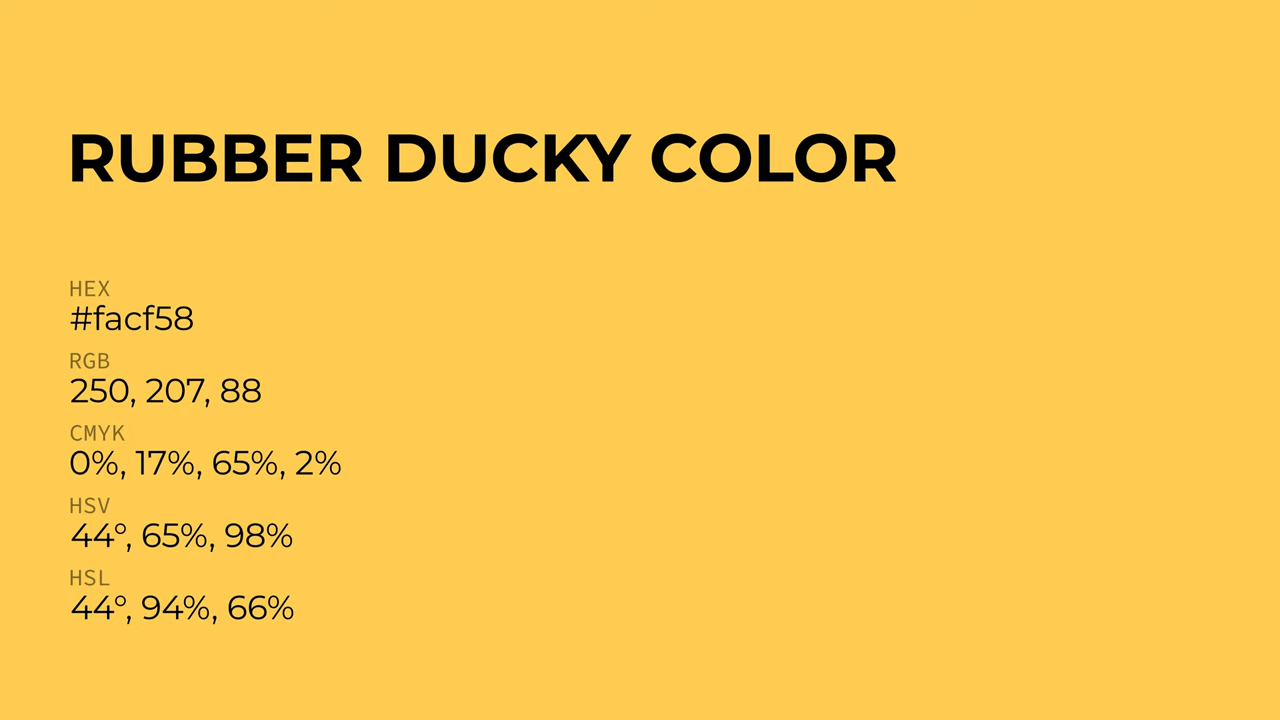 RUBBER DUCKY COLOR
HEX
#facf58
RGB
250, 207, 88
CMYK
0%, 17%, 65%, 2%
HSV
44°, 65%, 98%
HSL
44°, 94%, 66%